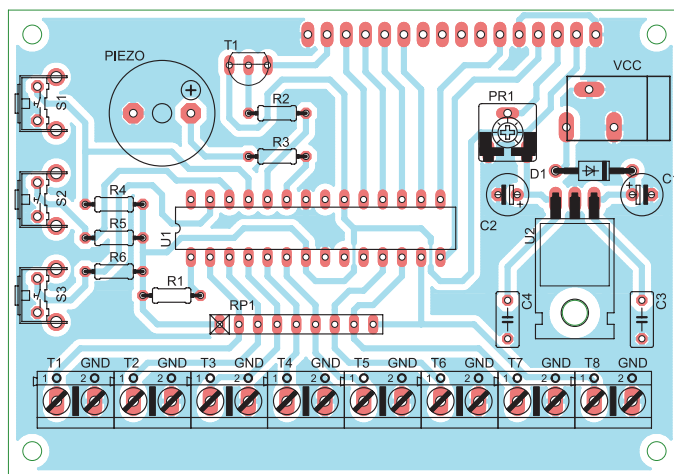 PIEZO
T1
VCC
S1
R2
PR1
R3
D1
C1
S2
R4
C2
U1
R5
U2
R6
S3
R1
RP1
C4
C3
T1 GND T2 GND T3 GND T4 GND T5 GND T6 GND T7 GND T8 GND
1 2 1 2 1 2 1 2 1 2 1 2 1 2 1 2